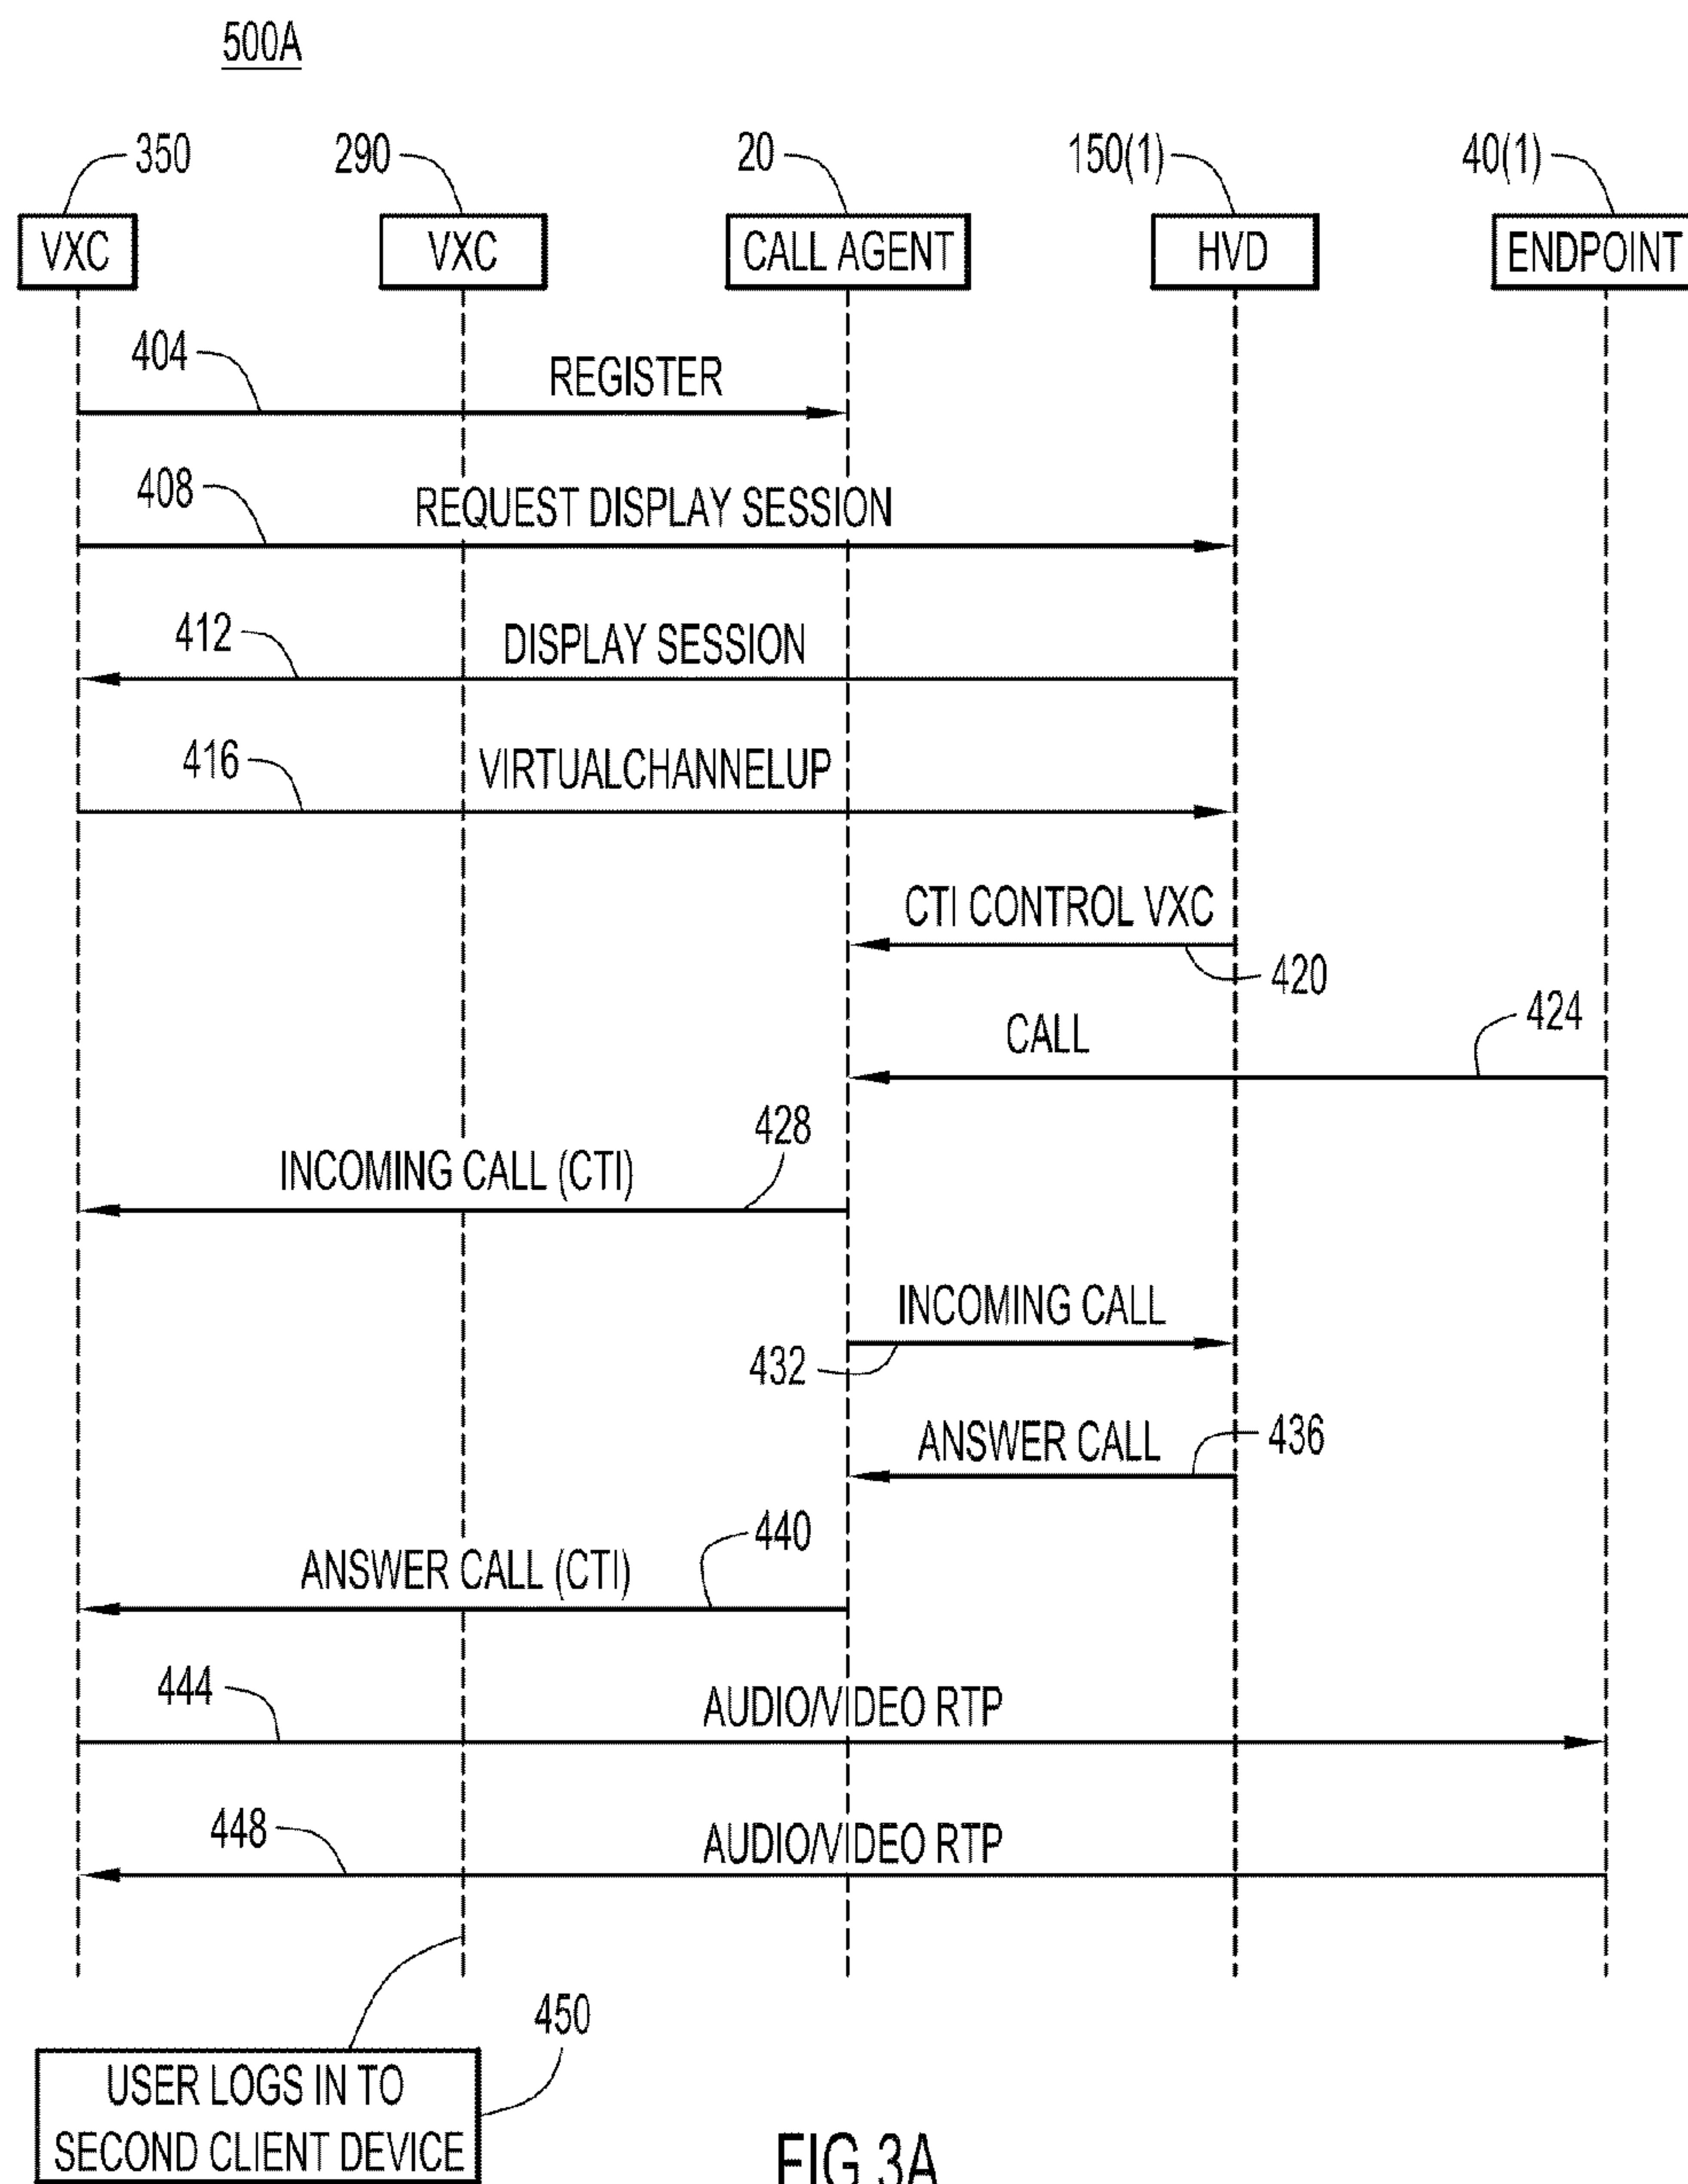 500A
350
290
20
150(1)
40(1)
VXC
VXC
CALL AGENT
HVD
ENDPOINT
404
REGISTER
408
REQUEST DISPLAY SESSION
412
DISPLAY SESSION
416
VIRTUALCHANNELUP
CTI CONTROL VXC
420
CALL
424
428
INCOMING CALL (CTI)
INCOMING CALL
432
ANSWER CALL
436
440
ANSWER CALL (CTI)
444
AUDIO/VIDEO RTP
448
AUDIO/VIDEO RTP
450
USER LOGS IN TO
SECOND CLIENT DEVICE
FIG.3A